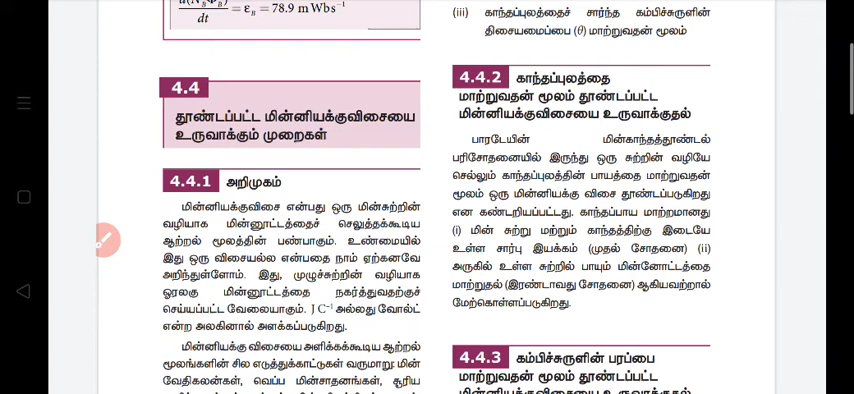 dt
= ε_B = 78.9 mWbs⁻¹
4.4
தூண்டப்பட்ட மின்னியக்குவிசையை
உருவாக்கும் முறைகள்
4.4.1 அறிமுகம்
மின்னியக்குவிசை என்பது ஒரு மின்சுற்றின்
வழியாக மின்னூட்டத்தைச் செலுத்தக்கூடிய
ஆற்றல் மூலத்தின் பண்பாகும். உண்மையில்
இது ஒரு விசையல்ல என்பதை நாம் ஏற்கனவே
அறிந்துள்ளோம். இது, முழுச்சுற்றின் வழியாக
ஓரலகு மின்னூட்டத்தை நகர்த்துவதற்குச்
செய்யப்பட்ட வேலையாகும். J C⁻¹ அல்லது வோல்ட்
என்ற அலகினால் அளக்கப்படுகிறது.
மின்னியக்கு விசையை அளிக்கக்கூடிய ஆற்றல்
மூலங்களின் சில எடுத்துக்காட்டுகள் வருமாறு: மின்
வேதிகலன்கள், வெப்ப மின்சாதனங்கள், சூரிய
(iii) காந்தப்புலத்தைச் சார்ந்த கம்பிச்சுருளின்
திசையமைப்பை (θ) மாற்றுவதன் மூலம்
4.4.2 காந்தப்புலத்தை
மாற்றுவதன் மூலம் தூண்டப்பட்ட
மின்னியக்குவிசையை உருவாக்குதல்
பாரடேயின் மின்காந்தத்தூண்டல்
பரிசோதனையில் இருந்து ஒரு சுற்றின் வழியே
செல்லும் காந்தப்புலத்தின் பாயத்தை மாற்றுவதன்
மூலம் ஒரு மின்னியக்கு விசை தூண்டப்படுகிறது
என கண்டறியப்பட்டது. காந்தப்பாய மாற்றமானது
(i) மின் சுற்று மற்றும் காந்தத்திற்கு இடையே
உள்ள சார்பு இயக்கம் (முதல் சோதனை) (ii)
அருகில் உள்ள சுற்றில் பாயும் மின்னோட்டத்தை
மாற்றுதல் (இரண்டாவது சோதனை) ஆகியவற்றால்
மேற்கொள்ளப்படுகிறது.
4.4.3 கம்பிச்சுருளின் பரப்பை
மாற்றுவதன் மூலம் தூண்டப்பட்ட